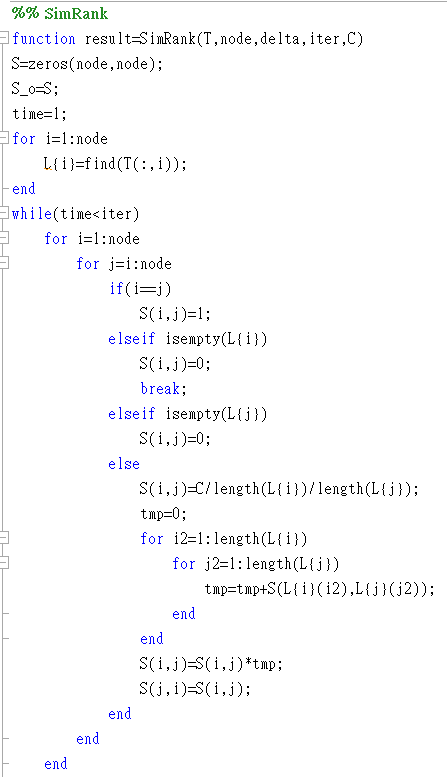 %% SimRank
function result=SimRank(T,node,delta,iter,C)
S=zeros(node,node);
S_o=S;
time=1;
for i=1:node
    L{i}=find(T(:,i));
end
while(time<iter)
    for i=1:node
        for j=i:node
            if(i==j)
                S(i,j)=1;
            elseif isempty(L{i})
                S(i,j)=0;
                break;
            elseif isempty(L{j})
                S(i,j)=0;
            else
                S(i,j)=C/length(L{i})/length(L{j});
                tmp=0;
                for i2=1:length(L{i})
                    for j2=1:length(L{j})
                        tmp=tmp+S(L{i}(i2),L{j}(j2));
                    end
                end
                S(i,j)=S(i,j)*tmp;
                S(j,i)=S(i,j);
            end
        end
    end